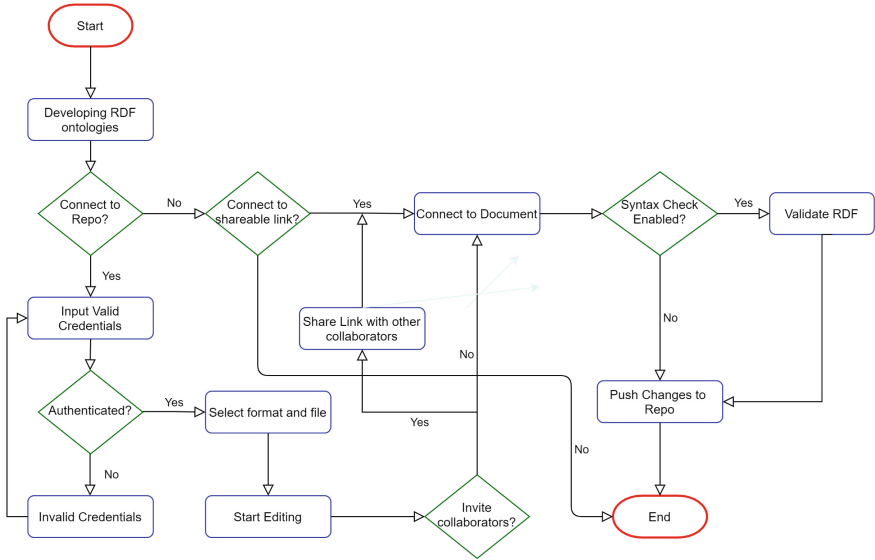 Start
Developing RDF
ontologies
Connect to
Repo?
No
Connect to
shareable link?
Yes
Connect to Document
Syntax Check
Enabled?
Yes
Validate RDF
Yes
Input Valid
Credentials
Share Link with other
collaborators
No
No
Authenticated?
Yes
Select format and file
Yes
Push Changes to
Repo
No
No
Invalid Credentials
Start Editing
Invite
collaborators?
End